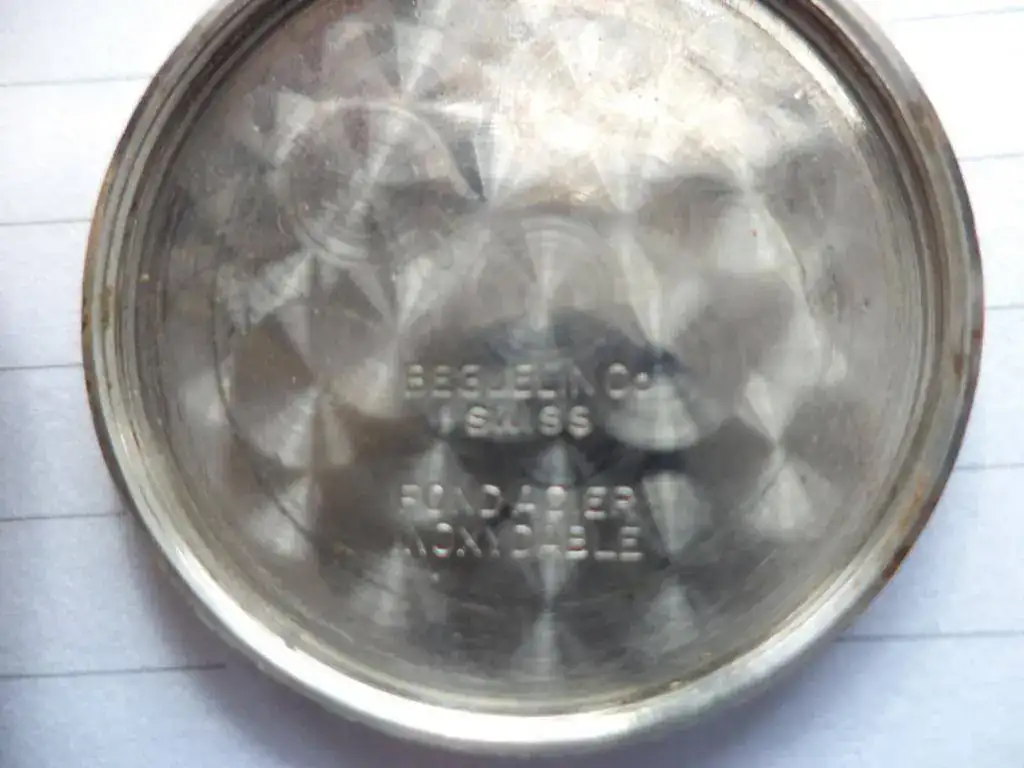 BEGUELIN Co
SWISS
FOND ACIER
INOXYDABLE